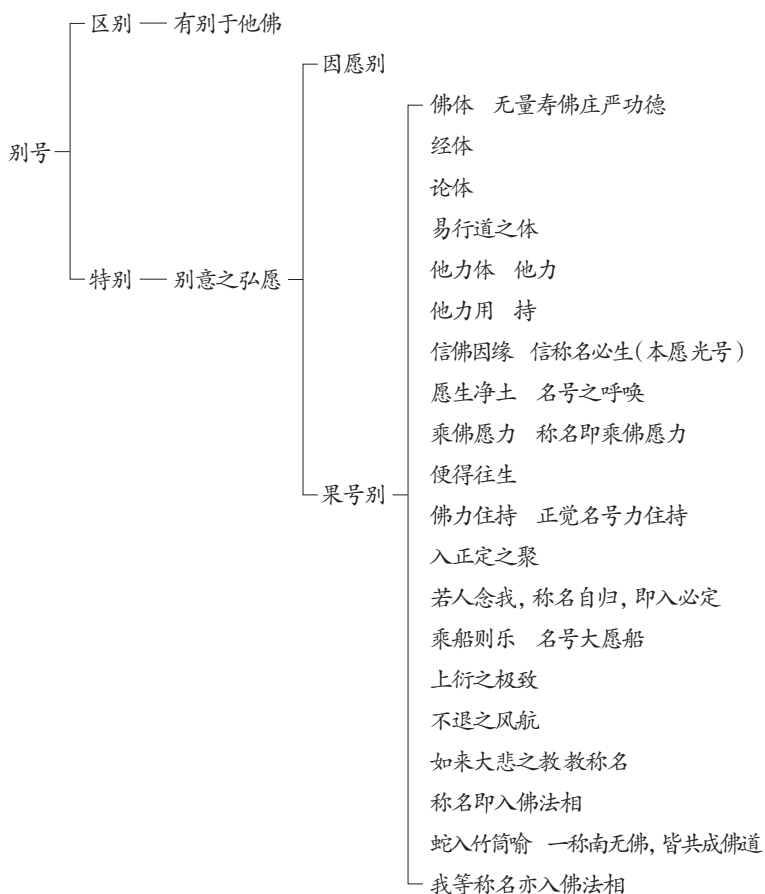 区别 有别于他佛
因愿别
佛体 无量寿佛庄严功德
经体
别号
论体
易行道之体
特别 别意之弘愿
他力体 他力
他力用 持
信佛因缘 信称名必生(本愿光号)
愿生净土 名号之呼唤
乘佛愿力 称名即乘佛愿力
便得往生
果号别
佛力住持 正觉名号力住持
入正定之聚
若人念我,称名自归,即入必定
乘船则乐 名号大愿船
上衍之极致
不退之风航
如来大悲之教 教称名
称名即入佛法相
蛇入竹筒喻 一称南无佛,皆共成佛道
我等称名亦入佛法相